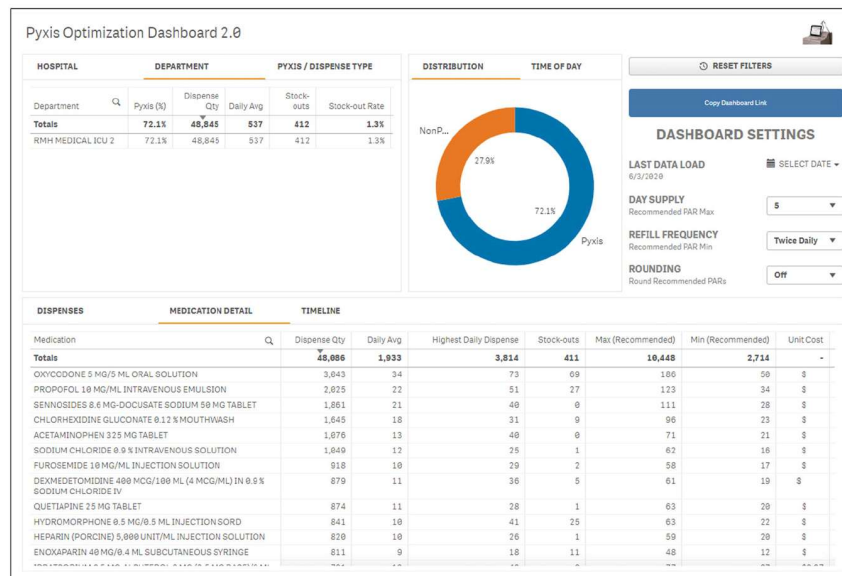 Pyxis Optimization Dashboard 2.0
HOSPITAL DEPARTMENT PYXIS / DISPENSE TYPE
Department Pyxis (%) Dispense Qty Daily Avg Stock-outs Stock-out Rate
Totals 72.1% 48,845 537 412 1.3%
RMH MEDICAL ICU 2 72.1% 48,845 537 412 1.3%
DISTRIBUTION TIME OF DAY
NonP...
27.9%
72.1%
Pyxis
RESET FILTERS
Copy Dashboard Link
DASHBOARD SETTINGS
LAST DATA LOAD SELECT DATE
6/3/2020
DAY SUPPLY
Recommended PAR Max
5
REFILL FREQUENCY
Recommended PAR Min
Twice Daily
ROUNDING
Round Recommended PARs
Off
DISPENSES MEDICATION DETAIL TIMELINE
Medication Dispense Qty Daily Avg Highest Daily Dispense Stock-outs Max (Recommended) Min (Recommended) Unit Cost
Totals 48,086 1,933 3,814 411 10,448 2,714 -
OXYCODONE 5 MG/5 ML ORAL SOLUTION 3,043 34 73 69 186 50 $
PROPOFOL 10 MG/ML INTRAVENOUS EMULSION 2,025 22 51 27 123 34 $
SENNOSIDES 8.6 MG-DOCUSATE SODIUM 50 MG TABLET 1,861 21 40 0 111 28 $
CHLORHEXIDINE GLUCONATE 0.12 % MOUTHWASH 1,645 18 31 9 96 23 $
ACETAMINOPHEN 325 MG TABLET 1,076 13 40 0 71 21 $
SODIUM CHLORIDE 0.9 % INTRAVENOUS SOLUTION 1,049 12 25 1 62 16 $
FUROSEMIDE 10 MG/ML INJECTION SOLUTION 918 10 29 2 58 17 $
DEXMEDETOMIDINE 400 MCG/100 ML (4 MCG/ML) IN 0.9 % 879 11 36 5 61 19 $
SODIUM CHLORIDE IV
QUETIAPINE 25 MG TABLET 874 11 28 1 63 20 $
HYDROMORPHONE 0.5 MG/0.5 ML INJECTION SORD 841 10 41 25 63 22 $
HEPARIN (PORCINE) 5,000 UNIT/ML INJECTION SOLUTION 820 10 26 1 59 20 $
ENOXAPARIN 40 MG/0.4 ML SUBCUTANEOUS SYRINGE 811 9 18 11 48 12 $